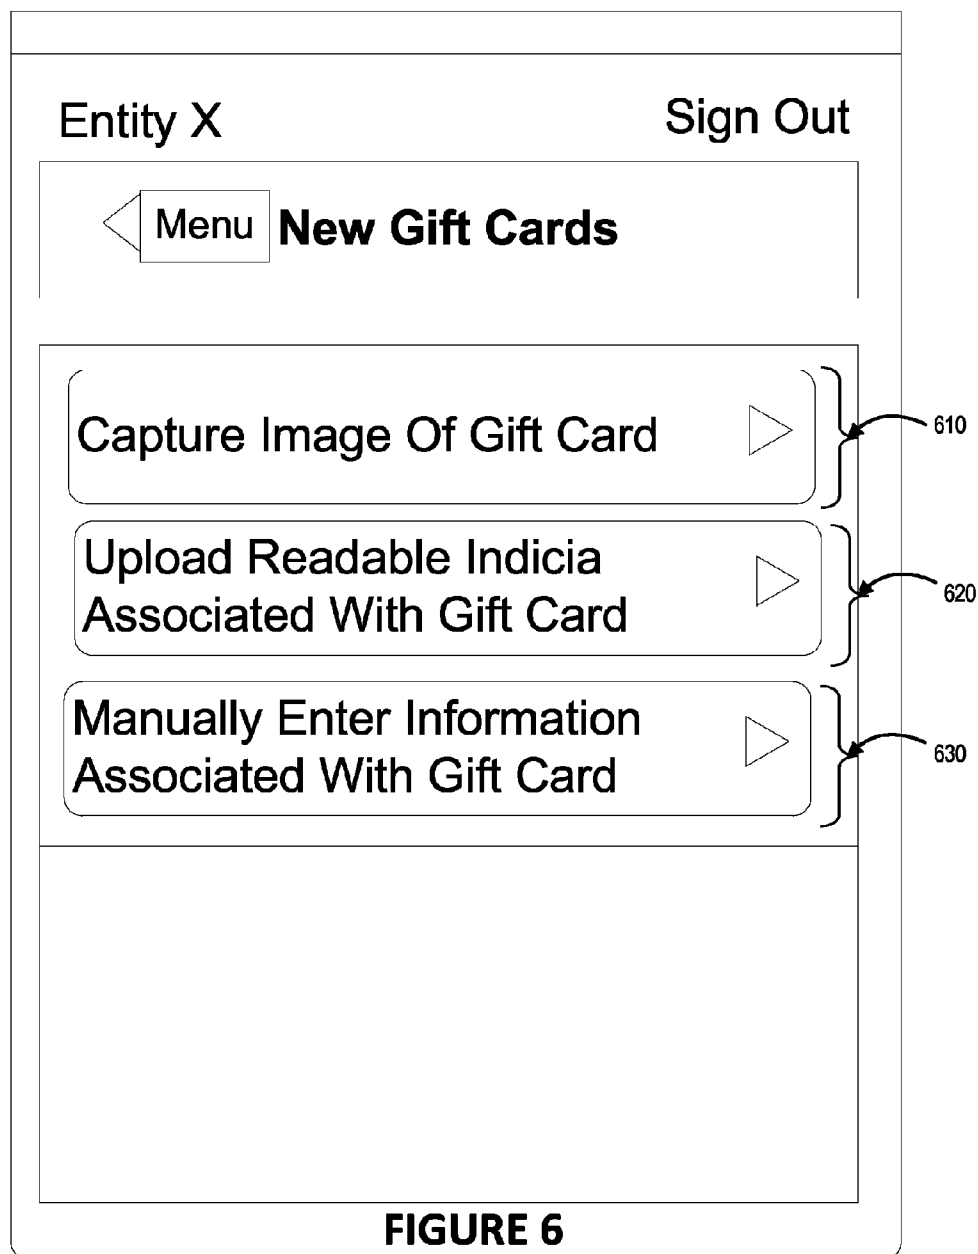 Entity X
Sign Out
Menu
New Gift Cards
Capture Image Of Gift Card
610
Upload Readable Indicia
Associated With Gift Card
620
Manually Enter Information
Associated With Gift Card
630
FIGURE 6